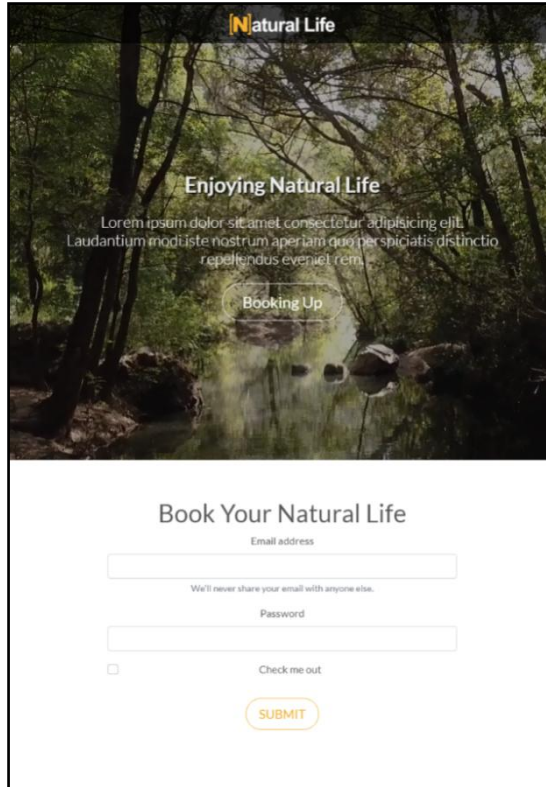 [N]atural Life
Enjoying Natural Life
Lorem ipsum dolor sit amet consectetur adipisicing elit.
Laudantium modi iste nostrum aperiam quo perspiciatis distinctio
repellendus eveniet rem.
Booking Up
Book Your Natural Life
Email address
We'll never share your email with anyone else.
Password
Check me out
SUBMIT